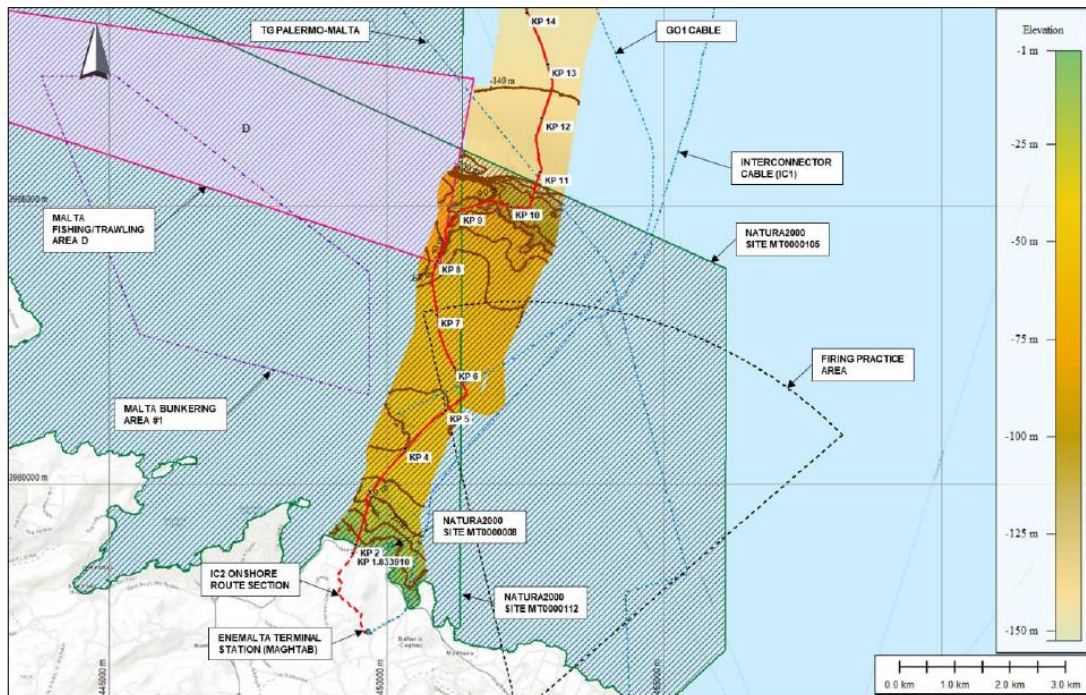 KP 14
TG PALERMO-MALTA
GO1 CABLE
Elevation
-1 m
KP 13
-140 m
D
KP 12
-25 m
INTERCONNECTOR
CABLE (IC1)
KP 11
MALTA
FISHING/TRAWLING
AREA D
KP 10
KP 9
NATURA2000
SITE MT0000105
-50 m
KP 8
KP 7
-75 m
FIRING PRACTICE
AREA
KP 6
MALTA BUNKERING
AREA #1
KP 5
-100 m
KP 4
3980000 m
NATURA2000
SITE MT0000008
-125 m
KP 2
KP 1.833910
IC2 ONSHORE
ROUTE SECTION
NATURA2000
SITE MT0000112
ENEMALTA TERMINAL
STATION (MAGHTAB)
-150 m
0.0 km
1.0 km
2.0 km
3.0 km